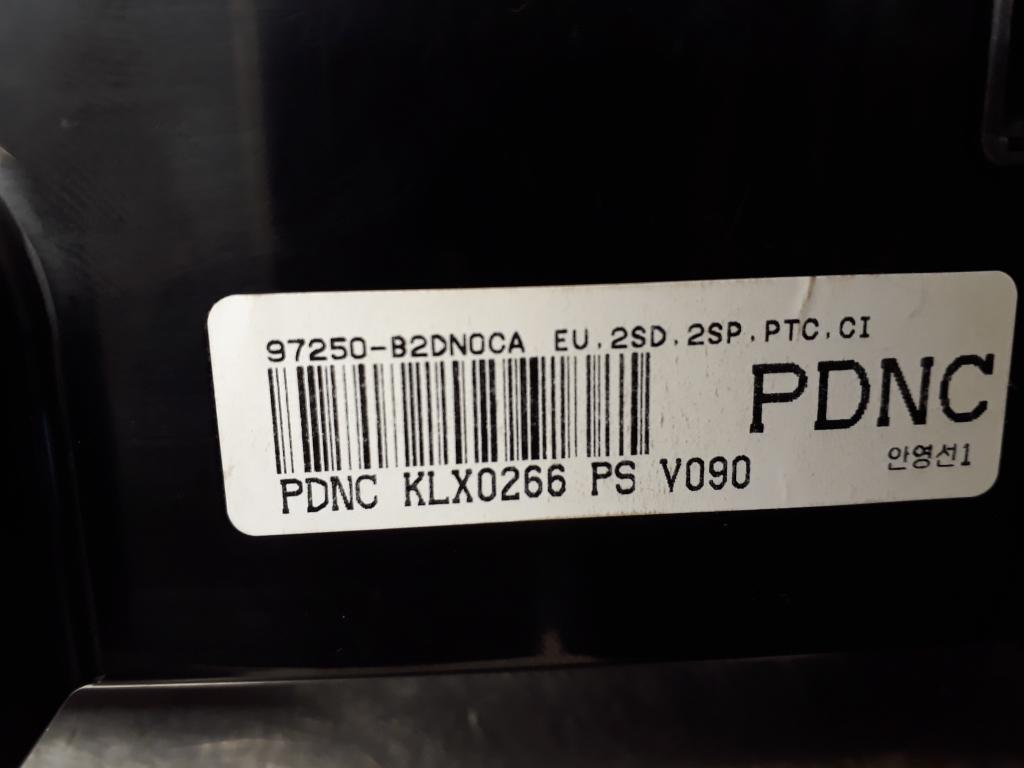 97250-B2DN0CA EU.2SD.2SP.PTC.CI
PDNC
안영선1
PDNC KLX0266 PS V090